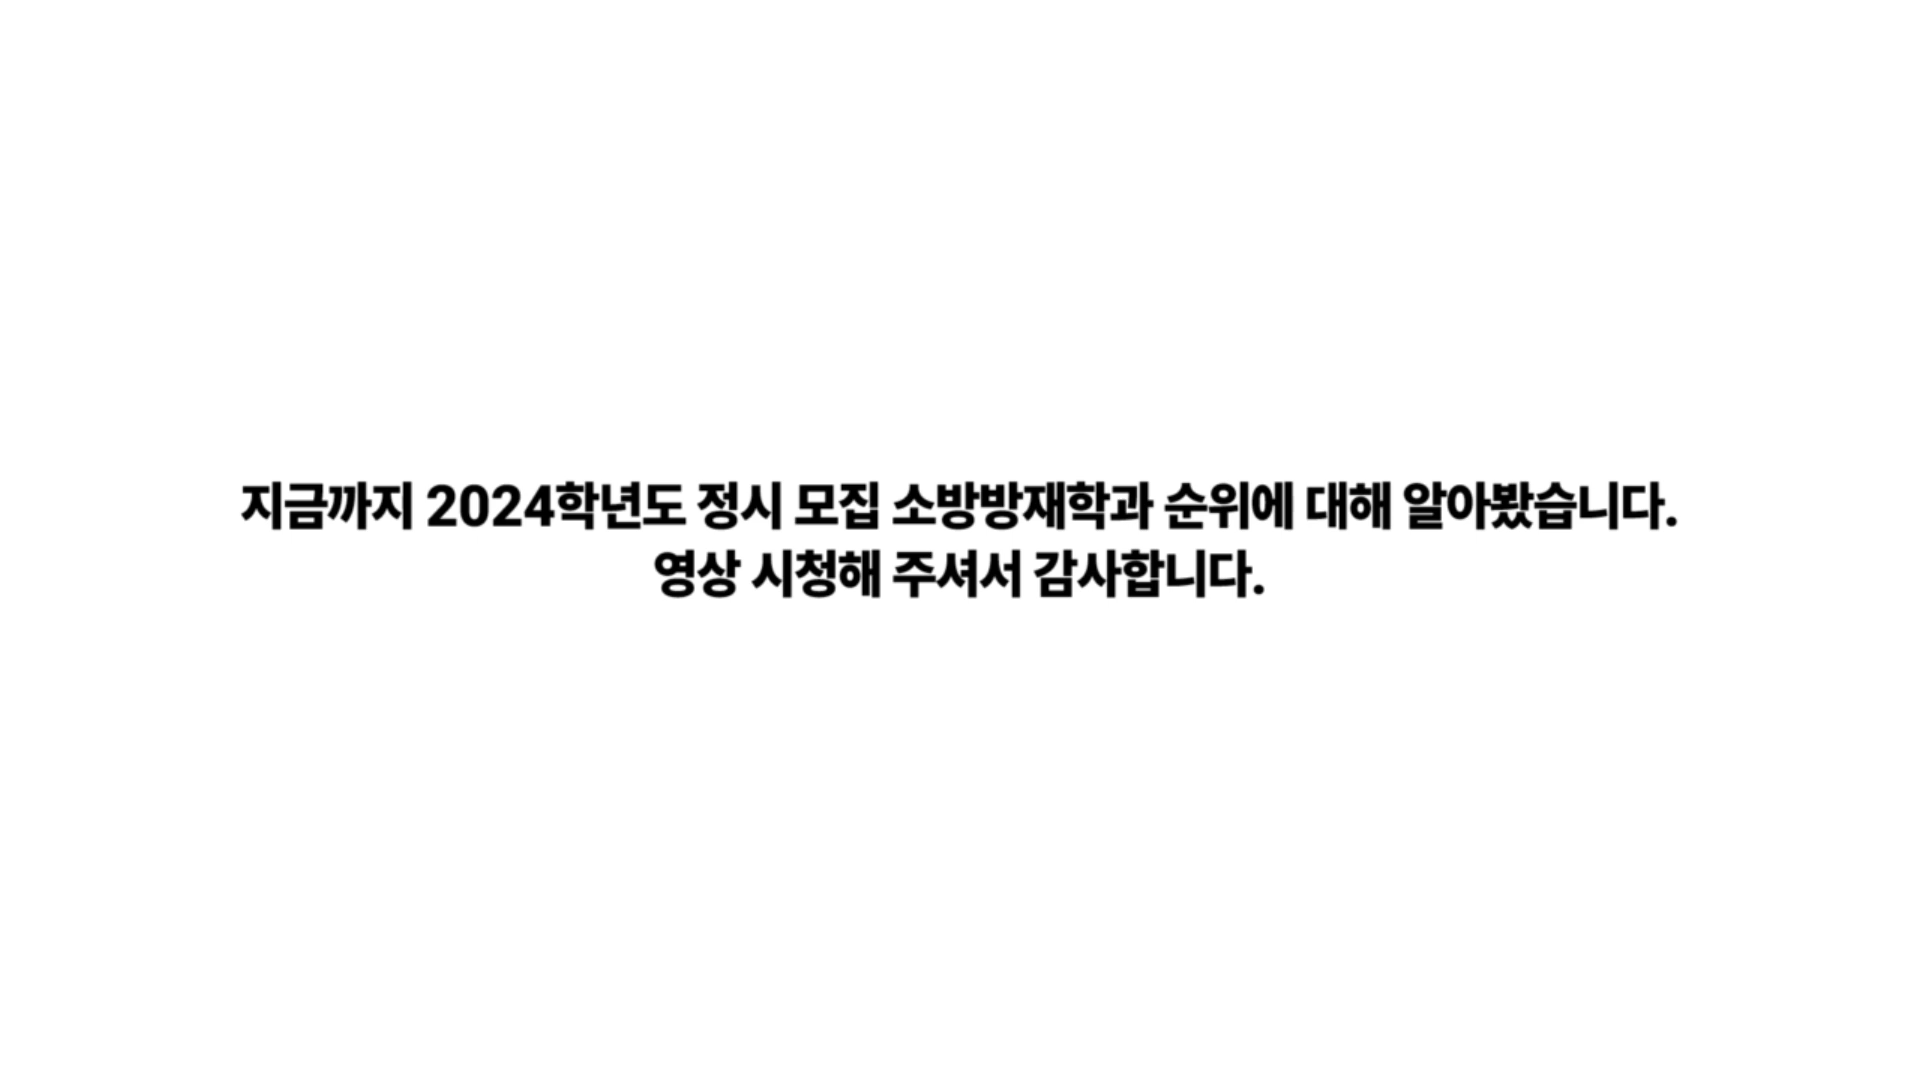 지금까지 2024학년도 정시 모집 소방방재학과 순위에 대해 알아봤습니다.
영상 시청해 주셔서 감사합니다.